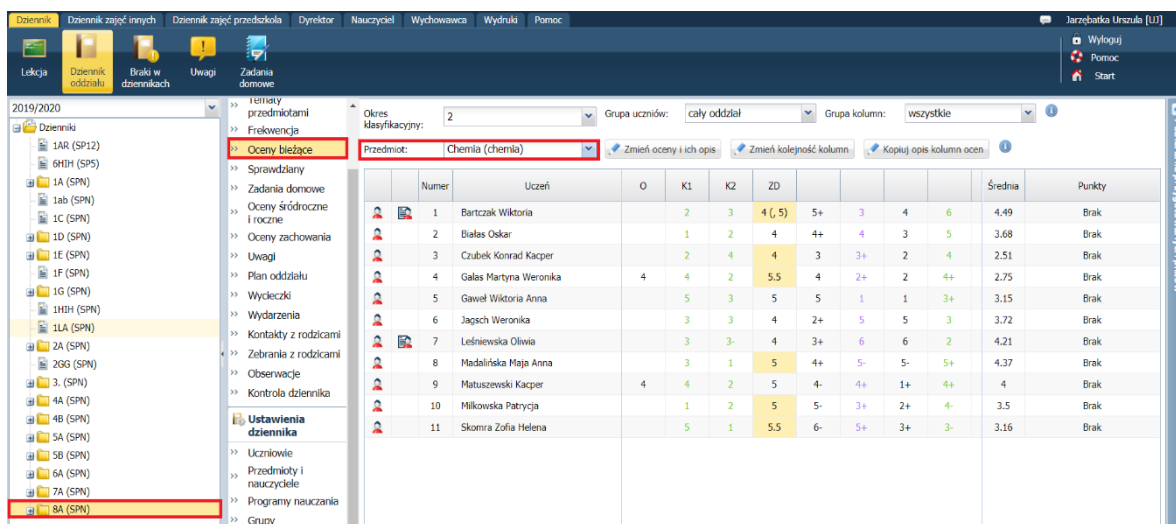 Dziennik Dziennik zajęć innych Dziennik zajęć przedszkola Dyrektor Nauczyciel Wychowawca Wydruki Pomoc Jarzębatka Urszula [UJ]
Wyloguj
Pomoc
Start
Lekcja Dziennik oddziału Braki w dziennikach Uwagi Zadania domowe
2019/2020
Dzienniki
1AR (SP12)
6HIH (SP5)
1A (SPN)
1ab (SPN)
1C (SPN)
1D (SPN)
1E (SPN)
1F (SPN)
1G (SPN)
1HIH (SPN)
1LA (SPN)
2A (SPN)
2GG (SPN)
3. (SPN)
4A (SPN)
4B (SPN)
5A (SPN)
5B (SPN)
6A (SPN)
7A (SPN)
8A (SPN)
Tematy
przedmiotami
Frekwencja
Oceny bieżące
Sprawdziany
Zadania domowe
Oceny śródroczne
i roczne
Oceny zachowania
Uwagi
Plan oddziału
Wycieczki
Wydarzenia
Kontakty z rodzicami
Zebrania z rodzicami
Obserwacje
Kontrola dziennika
Ustawienia
dziennika
Uczniowie
Przedmioty i
nauczyciele
Programy nauczania
Grupy
Okres klasyfikacyjny: 2 Grupa uczniów: cały oddział Grupa kolumn: wszystkie
Przedmiot: Chemia (chemia) Zmień oceny i ich opis Zmień kolejność kolumn Kopiuj opis kolumn ocen
Numer Uczeń O K1 K2 ZD Średnia Punkty
1 Bartczak Wiktoria 2 3 4 (, 5) 5+ 3 4 6 4.49 Brak
2 Białas Oskar 1 2 4 4+ 4 3 5 3.68 Brak
3 Czubek Konrad Kacper 2 4 4 3 3+ 2 4 2.51 Brak
4 Galas Martyna Weronika 4 4 2 5.5 4 2+ 2 4+ 2.75 Brak
5 Gaweł Wiktoria Anna 5 3 5 5 1 1 3+ 3.15 Brak
6 Jagsch Weronika 3 3 4 2+ 5 5 3 3.72 Brak
7 Leśniewska Oliwia 3 3- 4 3+ 6 6 2 4.21 Brak
8 Madalińska Maja Anna 3 1 5 4+ 5- 5- 5+ 4.37 Brak
9 Matuszewski Kacper 4 4 2 5 4- 4+ 1+ 4+ 4 Brak
10 Milkowska Patrycja 1 2 5 5- 3+ 2+ 4- 3.5 Brak
11 Skomra Zofia Helena 5 1 5.5 6- 5+ 3+ 3- 3.16 Brak